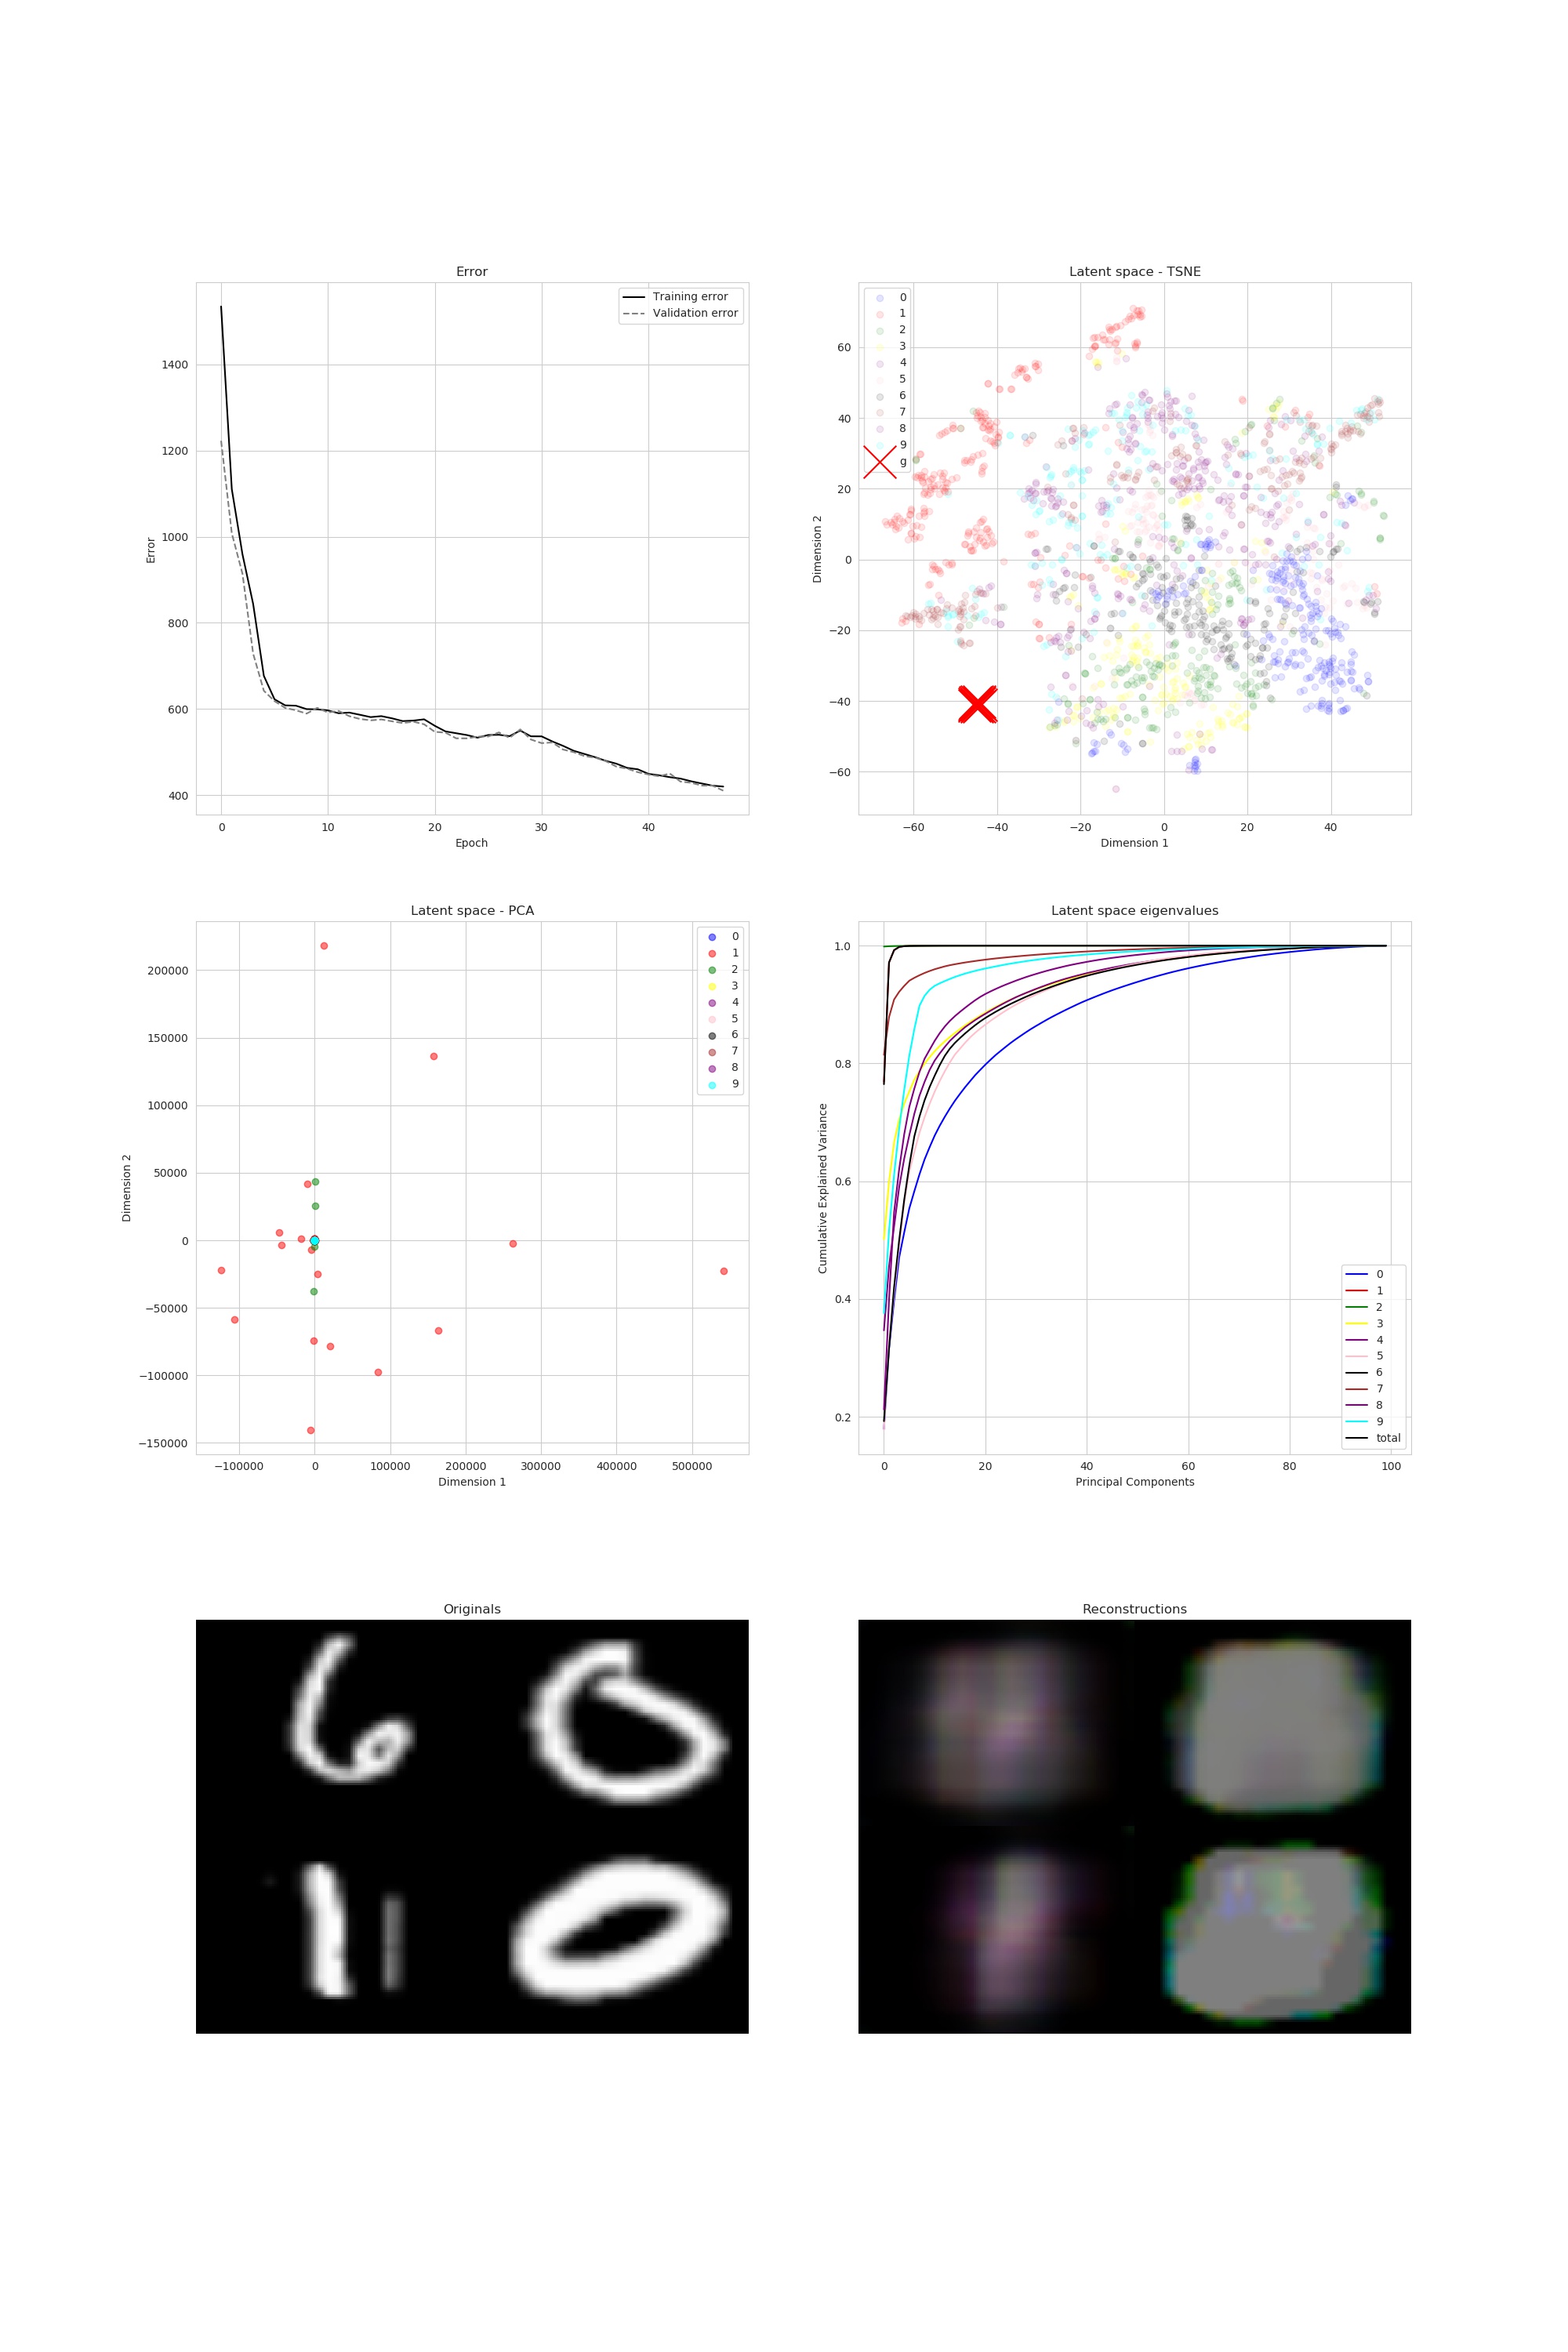 Error
Training error
Validation error
1400
1200
1000
800
600
400
Error
0 10 20 30 40
Epoch
Latent space - TSNE
0
1
2
3
4
5
6
7
8
9
g
60
40
20
0
−20
−40
−60
Dimension 2
−60 −40 −20 0 20 40
Dimension 1
Latent space - PCA
0
1
2
3
4
5
6
7
8
9
200000
150000
100000
50000
0
−50000
−100000
−150000
Dimension 2
−100000 0 100000 200000 300000 400000 500000
Dimension 1
Latent space eigenvalues
1.0
0.8
0.6
0.4
0.2
Cumulative Explained Variance
0
1
2
3
4
5
6
7
8
9
total
0 20 40 60 80 100
Principal Components
Originals
6 0
1 0
Reconstructions